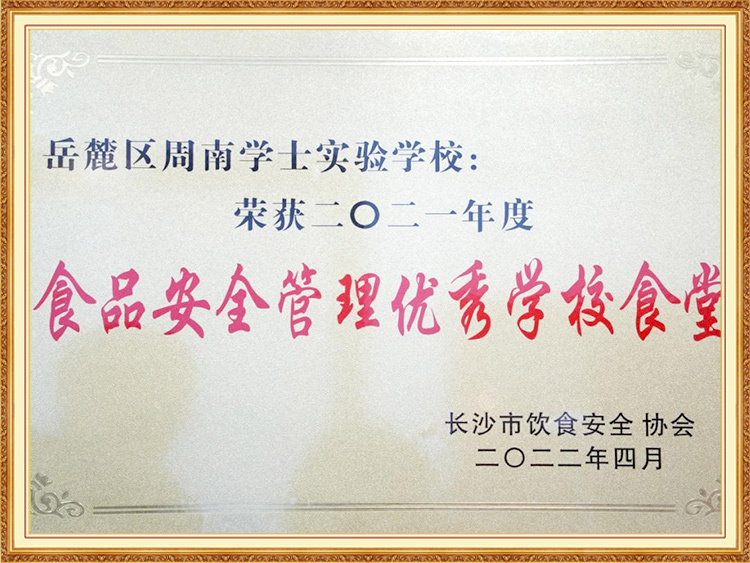 岳麓区周南学士实验学校：
荣获二〇二一年度
食品安全管理优秀学校食堂
长沙市饮食安全 协会
二〇二二年四月